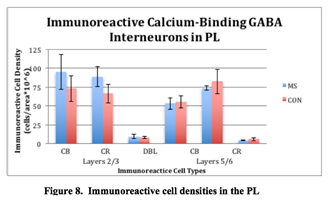 Immunoreactive Calcium-Binding GABA
Interneurons in PL
Immunoreactive Cell Density
(cells/area*10^6)
125
100
75
50
25
0
MS
CON
CB CR DBL CB CR
Layers 2/3 Layers 5/6
Immunoreactice Cell Types
Figure 8. Immunoreactive cell densities in the PL